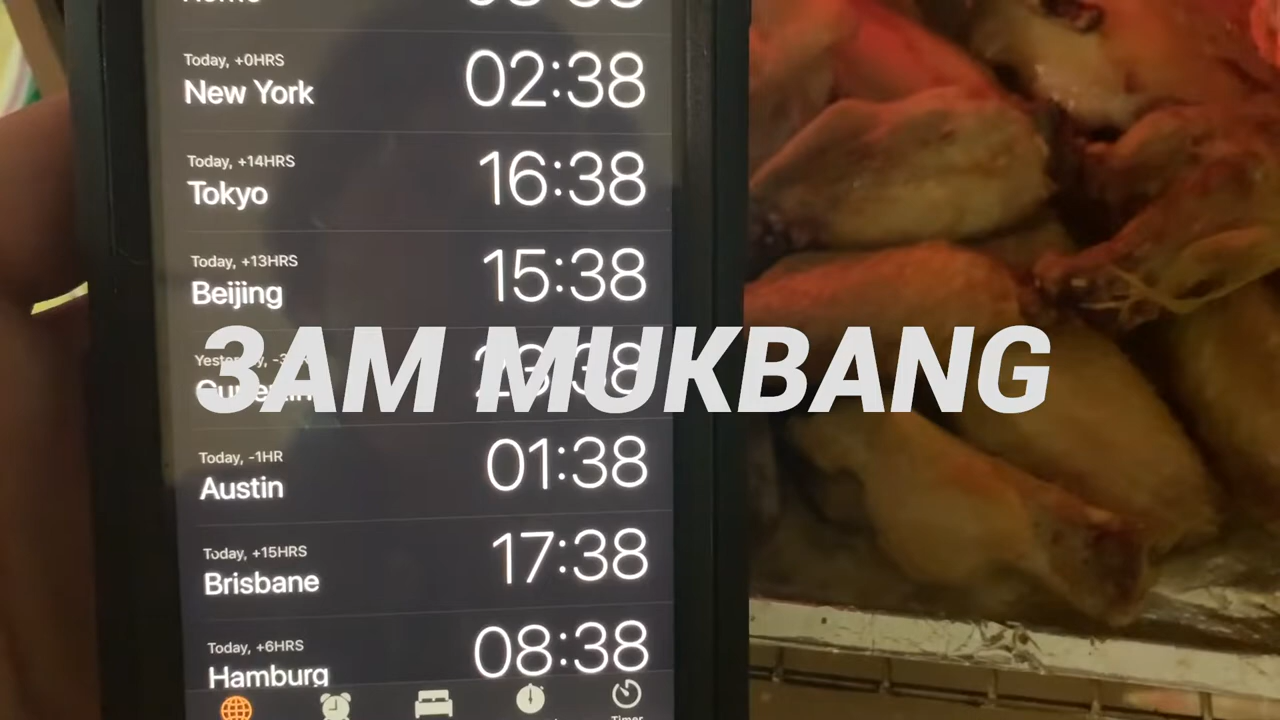 Today, +0HRS
New York 02:38
Today, +14HRS
Tokyo 16:38
Today, +13HRS
Beijing 15:38
3AM MUKBANG
Today, -1HR
Austin 01:38
Today, +15HRS
Brisbane 17:38
Today, +6HRS
Hamburg 08:38
Timer